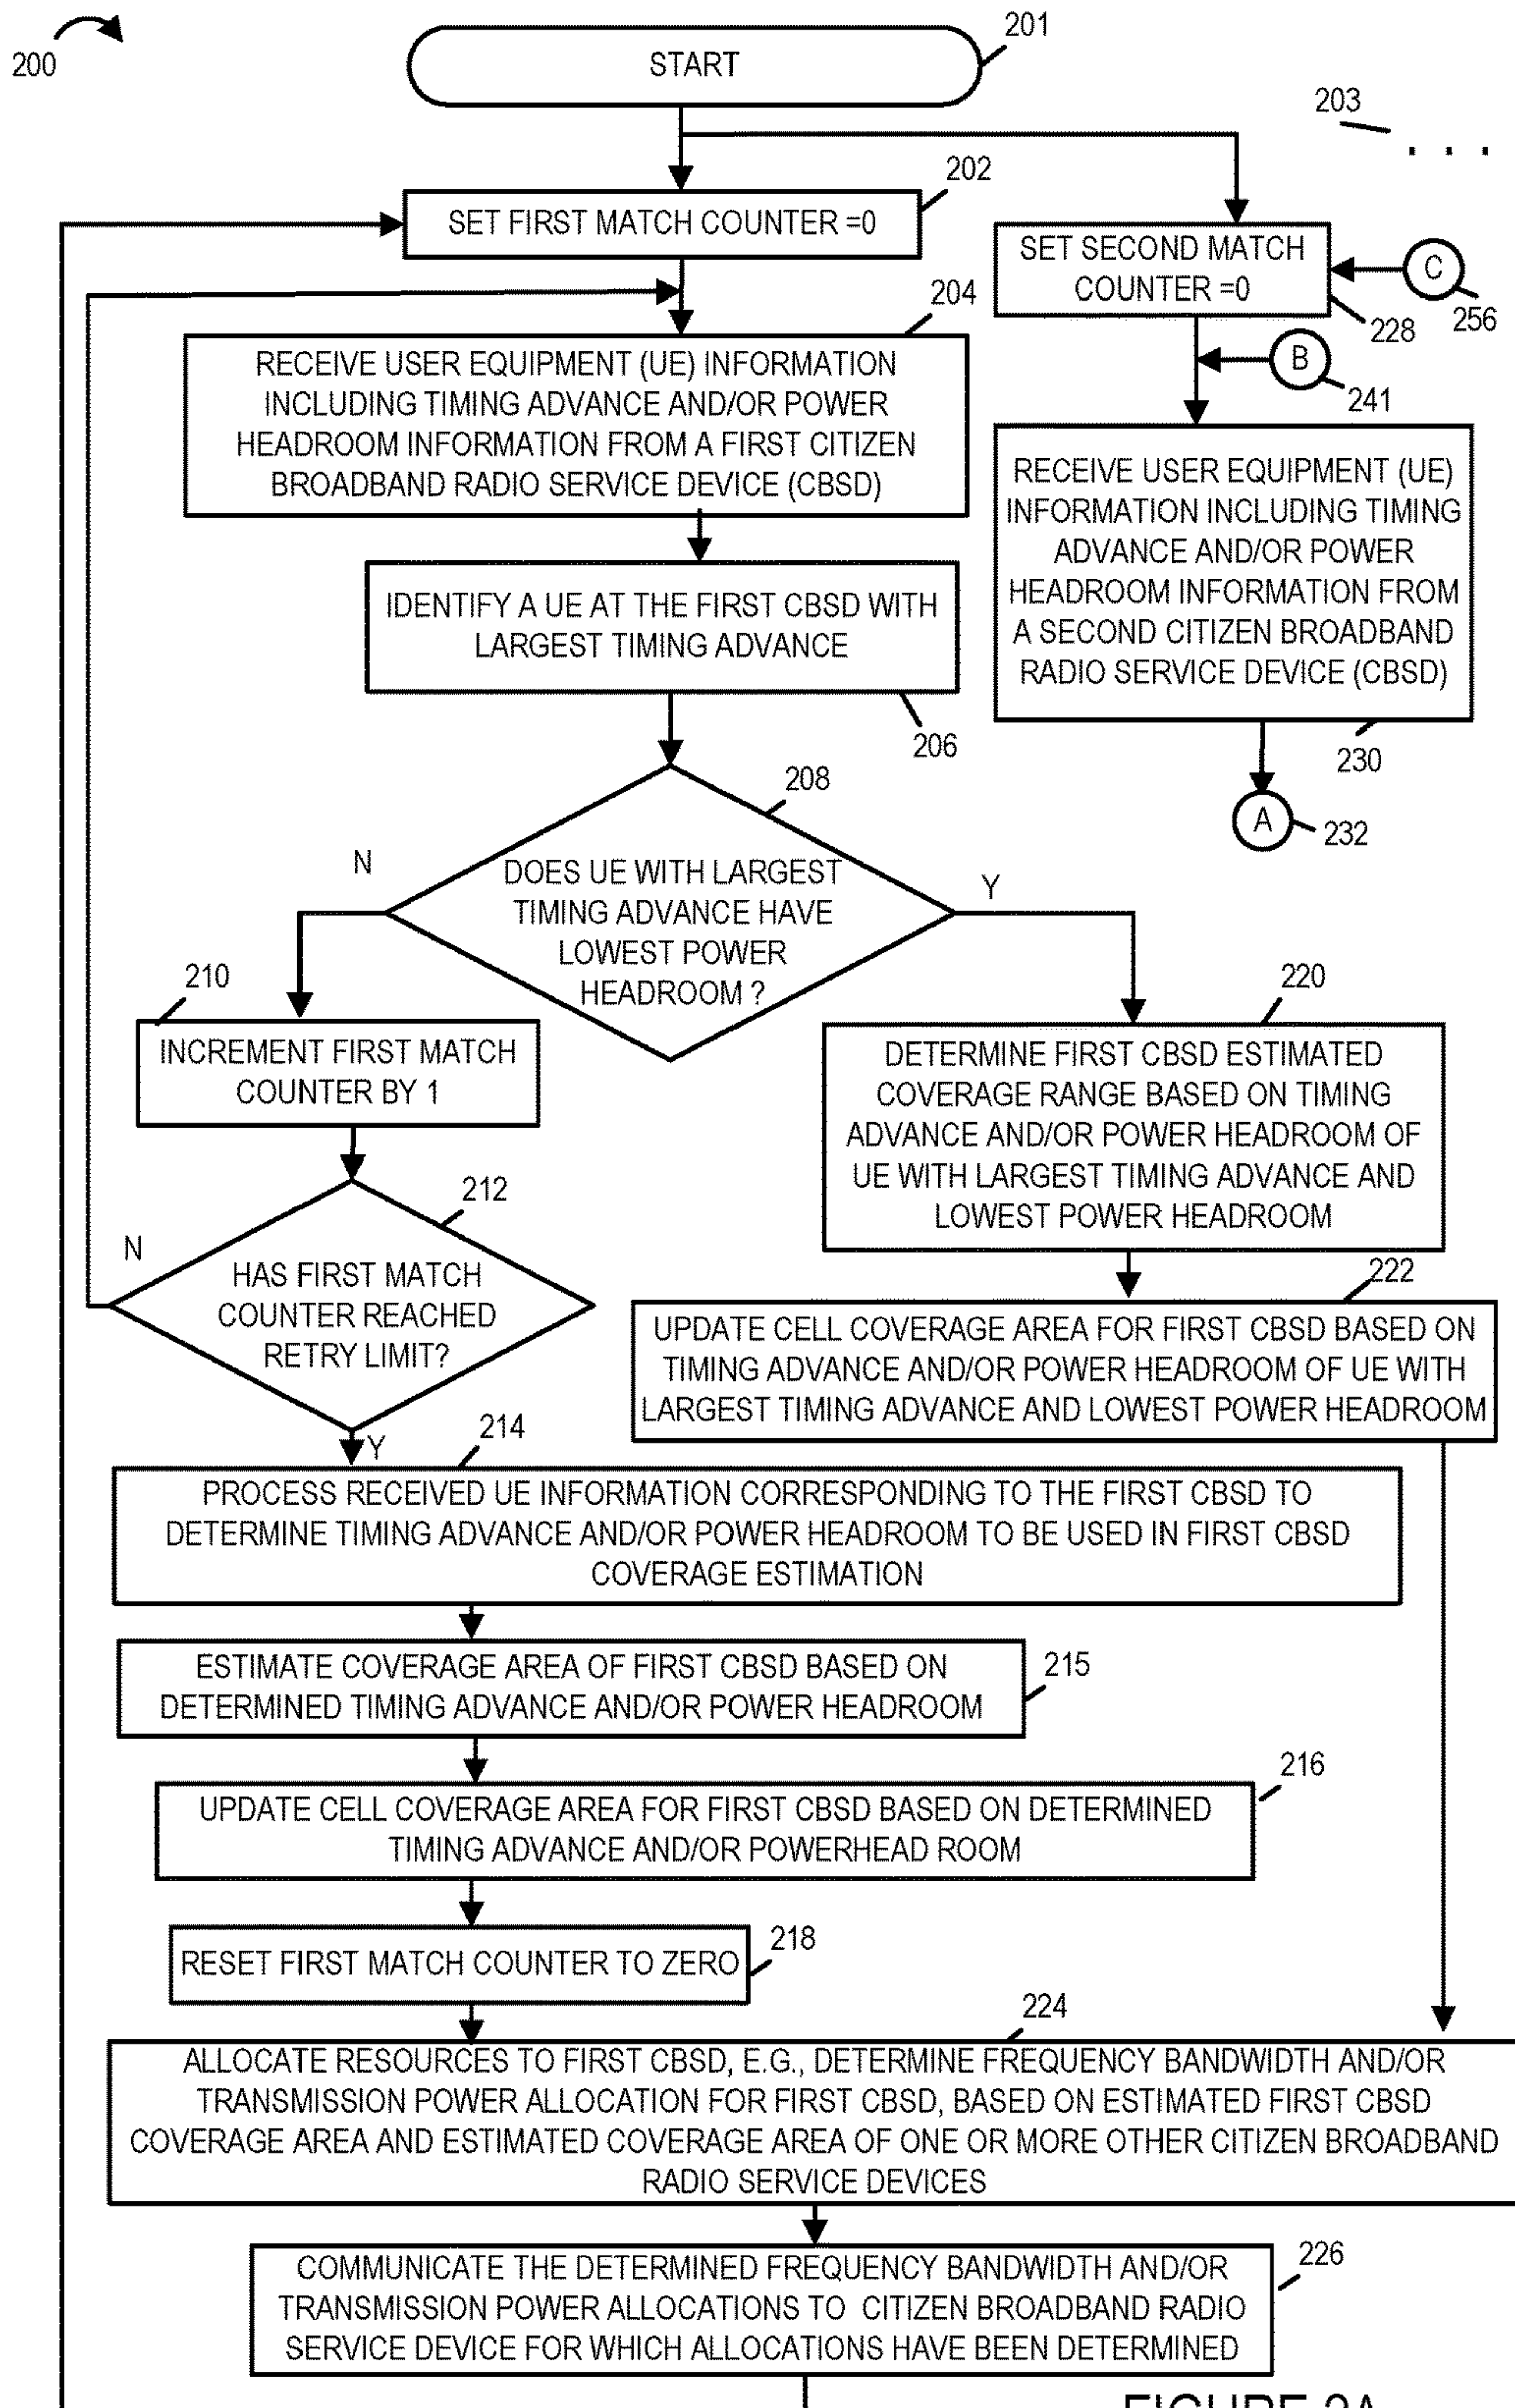 200
START
201
203
. . .
202
SET FIRST MATCH COUNTER =0
SET SECOND MATCH
COUNTER =0
C
256
228
B
241
204
RECEIVE USER EQUIPMENT (UE) INFORMATION
INCLUDING TIMING ADVANCE AND/OR POWER
HEADROOM INFORMATION FROM A FIRST CITIZEN
BROADBAND RADIO SERVICE DEVICE (CBSD)
RECEIVE USER EQUIPMENT (UE)
INFORMATION INCLUDING TIMING
ADVANCE AND/OR POWER
HEADROOM INFORMATION FROM
A SECOND CITIZEN BROADBAND
RADIO SERVICE DEVICE (CBSD)
230
A
232
IDENTIFY A UE AT THE FIRST CBSD WITH
LARGEST TIMING ADVANCE
206
208
DOES UE WITH LARGEST
TIMING ADVANCE HAVE
LOWEST POWER
HEADROOM ?
N
Y
210
INCREMENT FIRST MATCH
COUNTER BY 1
212
HAS FIRST MATCH
COUNTER REACHED
RETRY LIMIT?
N
Y
220
DETERMINE FIRST CBSD ESTIMATED
COVERAGE RANGE BASED ON TIMING
ADVANCE AND/OR POWER HEADROOM OF
UE WITH LARGEST TIMING ADVANCE AND
LOWEST POWER HEADROOM
222
UPDATE CELL COVERAGE AREA FOR FIRST CBSD BASED ON
TIMING ADVANCE AND/OR POWER HEADROOM OF UE WITH
LARGEST TIMING ADVANCE AND LOWEST POWER HEADROOM
214
PROCESS RECEIVED UE INFORMATION CORRESPONDING TO THE FIRST CBSD TO
DETERMINE TIMING ADVANCE AND/OR POWER HEADROOM TO BE USED IN FIRST CBSD
COVERAGE ESTIMATION
ESTIMATE COVERAGE AREA OF FIRST CBSD BASED ON
DETERMINED TIMING ADVANCE AND/OR POWER HEADROOM
215
216
UPDATE CELL COVERAGE AREA FOR FIRST CBSD BASED ON DETERMINED
TIMING ADVANCE AND/OR POWERHEAD ROOM
RESET FIRST MATCH COUNTER TO ZERO
218
224
ALLOCATE RESOURCES TO FIRST CBSD, E.G., DETERMINE FREQUENCY BANDWIDTH AND/OR
TRANSMISSION POWER ALLOCATION FOR FIRST CBSD, BASED ON ESTIMATED FIRST CBSD
COVERAGE AREA AND ESTIMATED COVERAGE AREA OF ONE OR MORE OTHER CITIZEN BROADBAND
RADIO SERVICE DEVICES
226
COMMUNICATE THE DETERMINED FREQUENCY BANDWIDTH AND/OR
TRANSMISSION POWER ALLOCATIONS TO CITIZEN BROADBAND RADIO
SERVICE DEVICE FOR WHICH ALLOCATIONS HAVE BEEN DETERMINED
FIGURE 2A